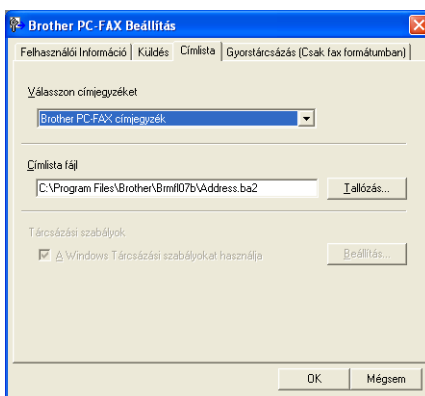 Brother PC-FAX Beállítás
Felhasználói Információ Küldés Címlista Gyorstárcsázás (Csak fax formátumban)
Válasszon címjegyzéket
Brother PC-FAX címjegyzék
Címlista fájl
C:\Program Files\Brother\Brmfl07b\Address.ba2 Tallózás...
Tárcsázási szabályok
A Windows Tárcsázási szabályokat használja Beállítás...
OK Mégsem